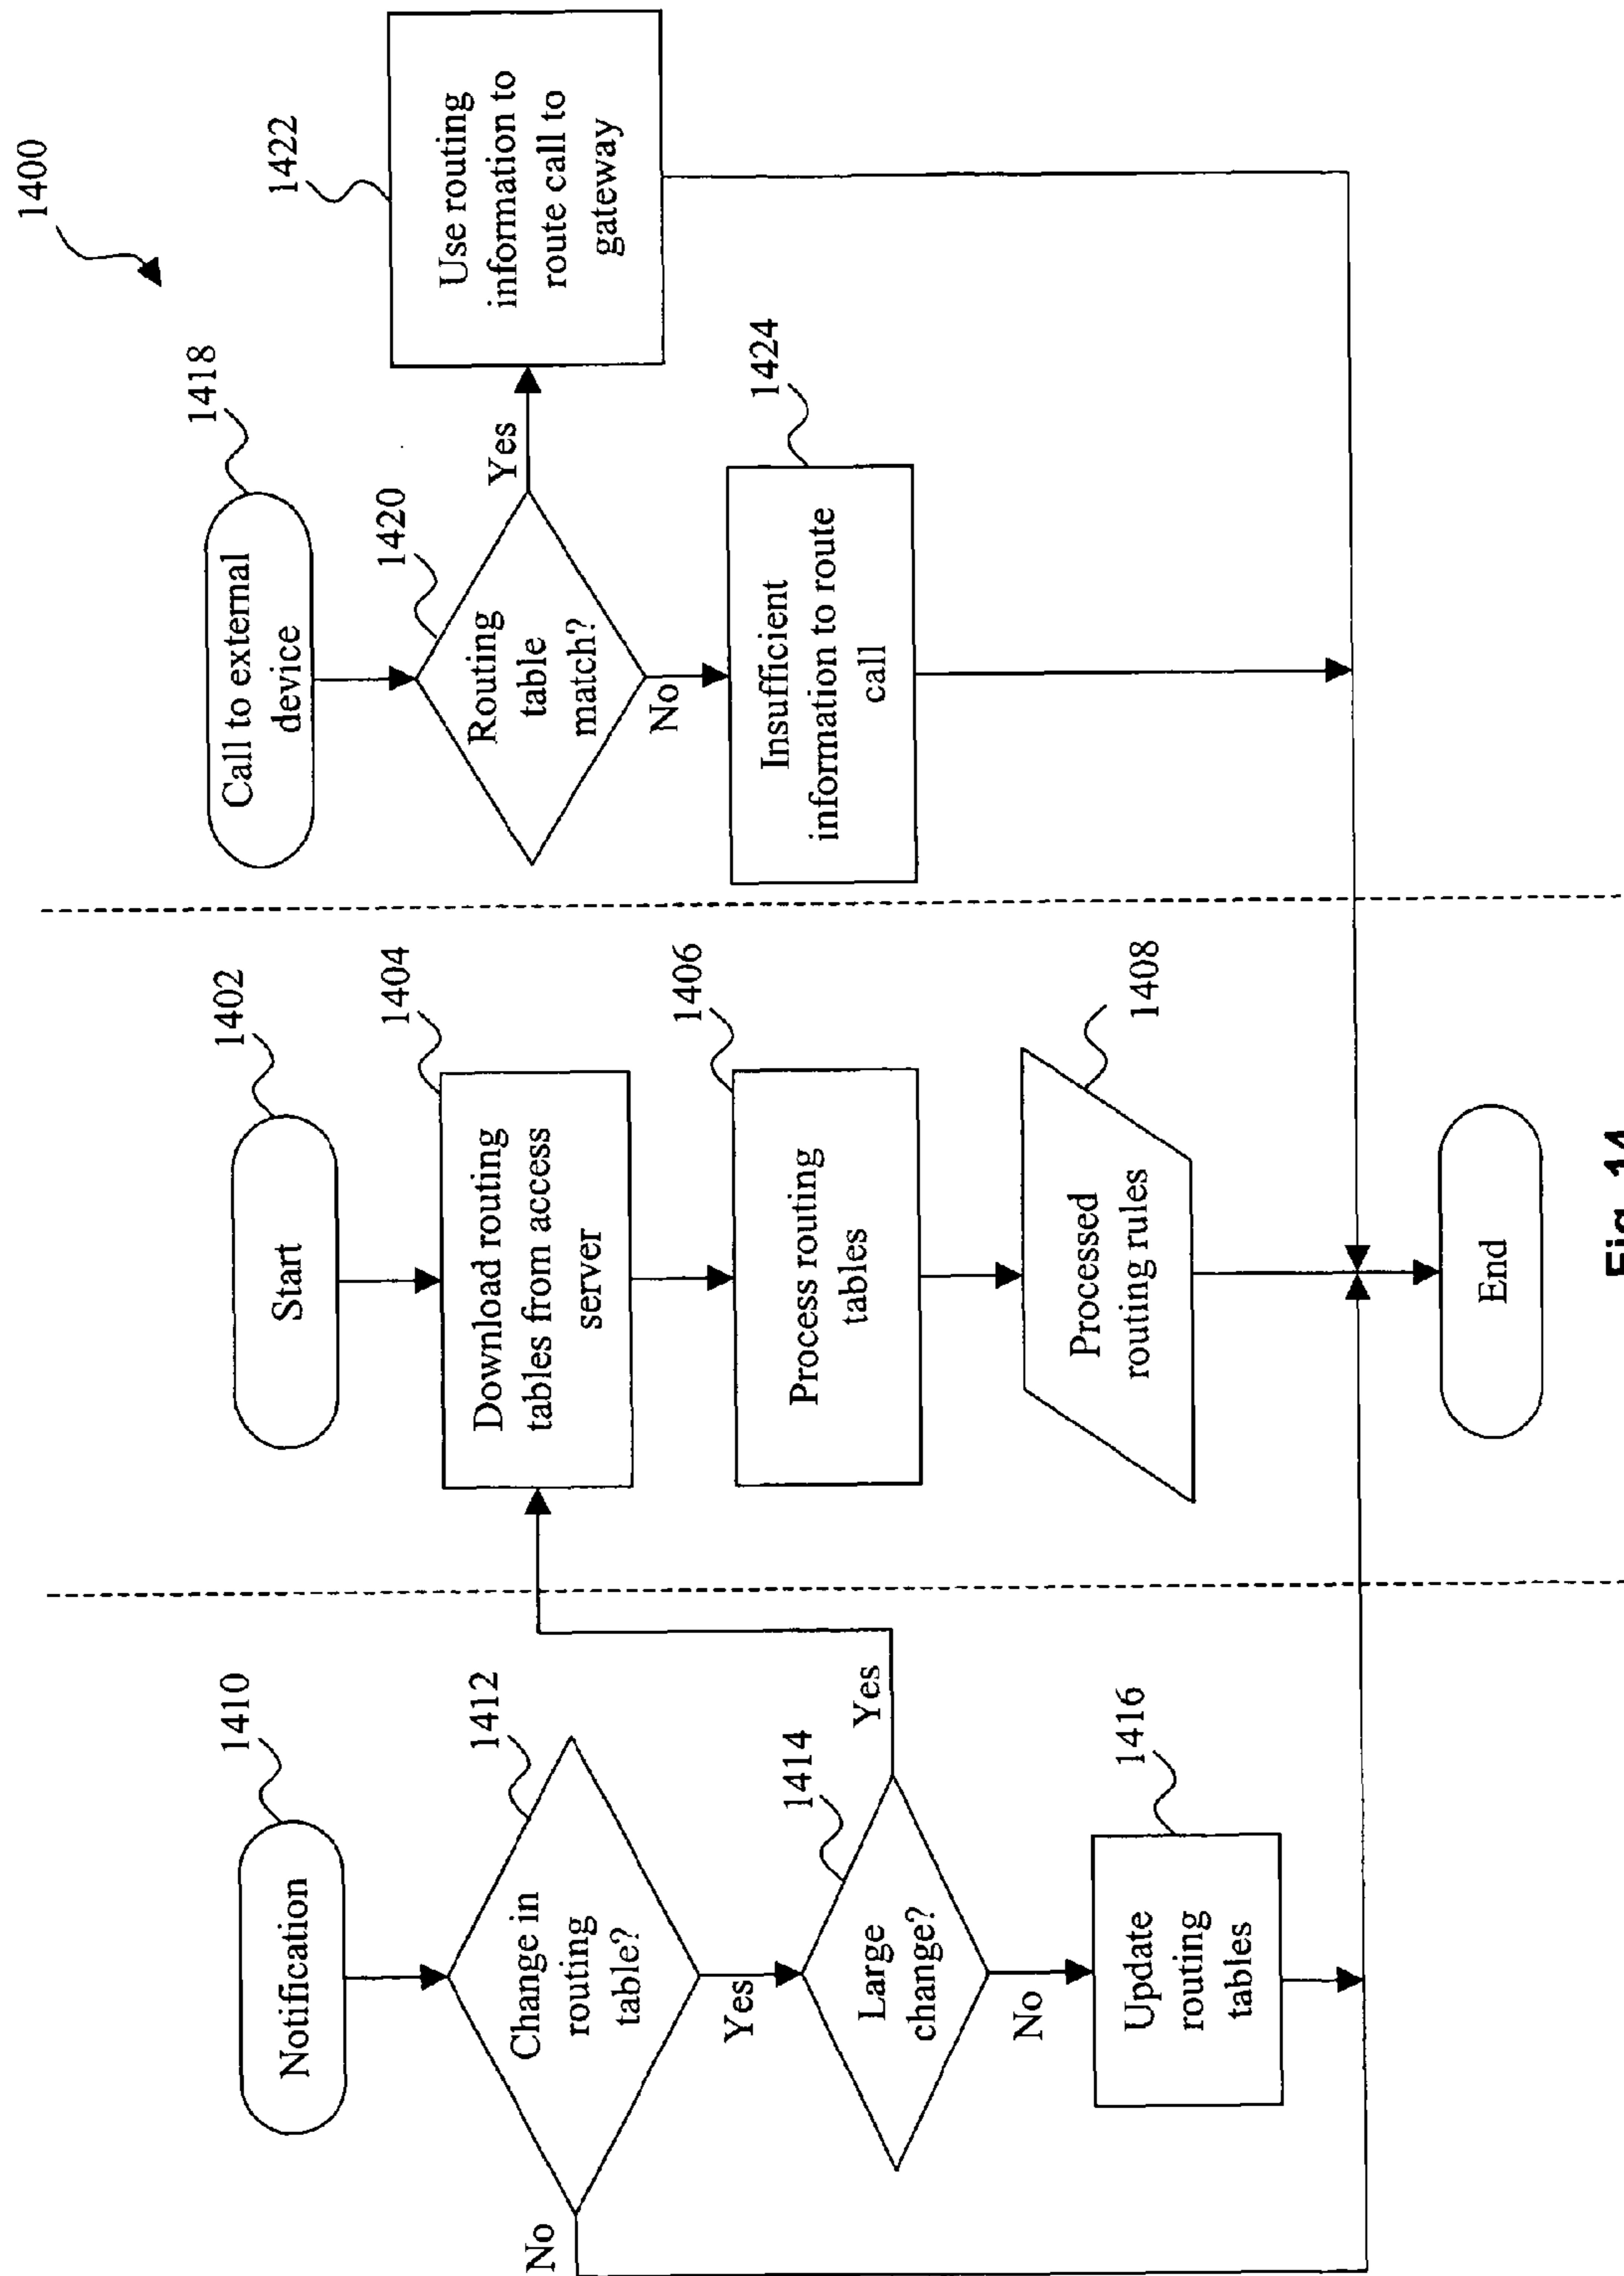 1400
1410
Notification
1412
Change in
routing
table?
No
Yes
1414
Large
change?
Yes
No
1416
Update
routing
tables
1402
Start
1404
Download routing
tables from access
server
1406
Process routing
tables
1408
Processed
routing rules
End
1418
Call to external
device
1420
Routing
table
match?
Yes
No
1422
Use routing
information to
route call to
gateway
1424
Insufficient
information to route
call
Fig. 14